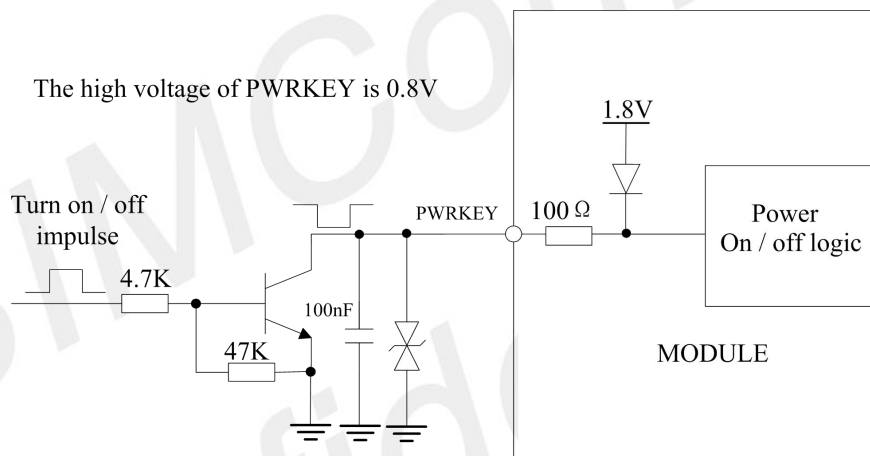 The high voltage of PWRKEY is 0.8V
1.8V
Turn on / off
impulse
PWRKEY
100 Ω
Power
On / off logic
4.7K
100nF
47K
MODULE